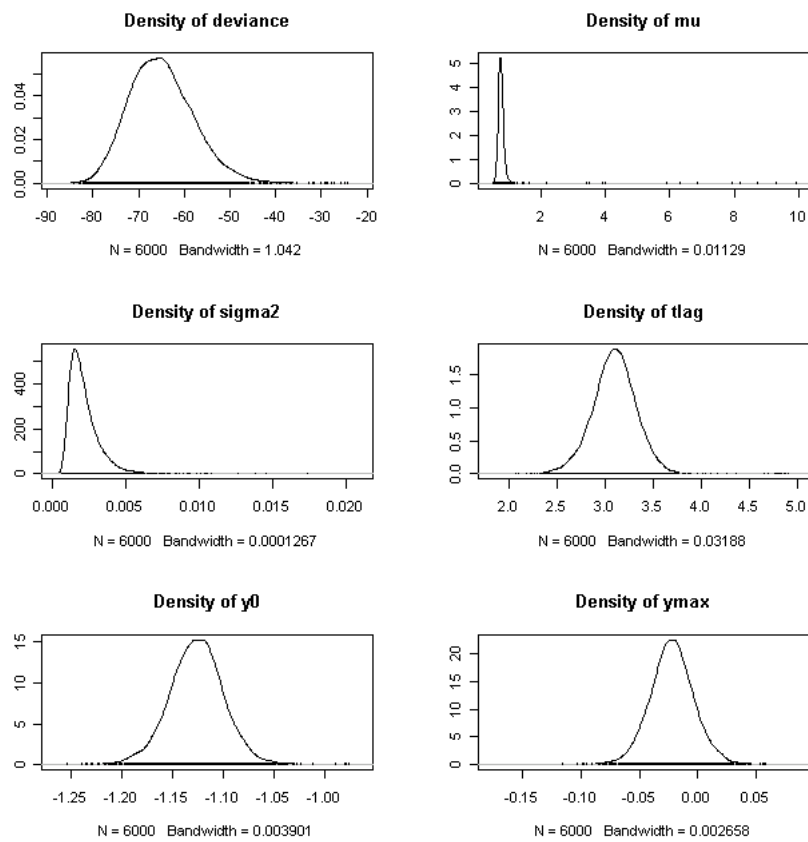 Density of deviance
0.00 0.02 0.04
-90 -80 -70 -60 -50 -40 -30 -20
N = 6000 Bandwidth = 1.042
Density of mu
0 1 2 3 4 5
2 4 6 8 10
N = 6000 Bandwidth = 0.01129
Density of sigma2
0 200 400
0.000 0.005 0.010 0.015 0.020
N = 6000 Bandwidth = 0.0001267
Density of tlag
0.0 0.5 1.0 1.5
2.0 2.5 3.0 3.5 4.0 4.5 5.0
N = 6000 Bandwidth = 0.03188
Density of y0
0 5 10 15
-1.25 -1.20 -1.15 -1.10 -1.05 -1.00
N = 6000 Bandwidth = 0.003901
Density of ymax
0 5 10 15 20
-0.15 -0.10 -0.05 0.00 0.05
N = 6000 Bandwidth = 0.002658